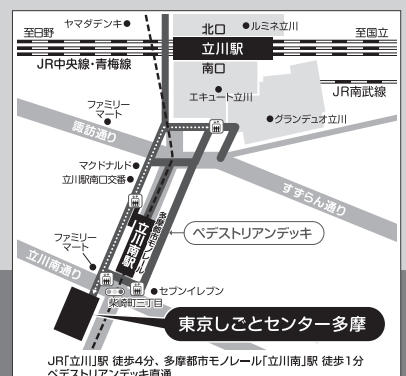 ヤマダデンキ
北口
ルミネ立川
至日野
立川駅
至国立
JR中央線・青梅線
南口
JR南武線
エキュート立川
ファミリー
マート
グランデュオ立川
諏訪通り
マクドナルド
立川駅南口交番
すずらん通り
多摩都市モノレール
立川南駅
ペデストリアンデッキ
ファミリー
マート
立川南通り
セブンイレブン
柴崎町三丁目
東京しごとセンター多摩
JR「立川」駅 徒歩4分、多摩都市モノレール「立川南」駅 徒歩1分
ペデストリアンデッキ直通